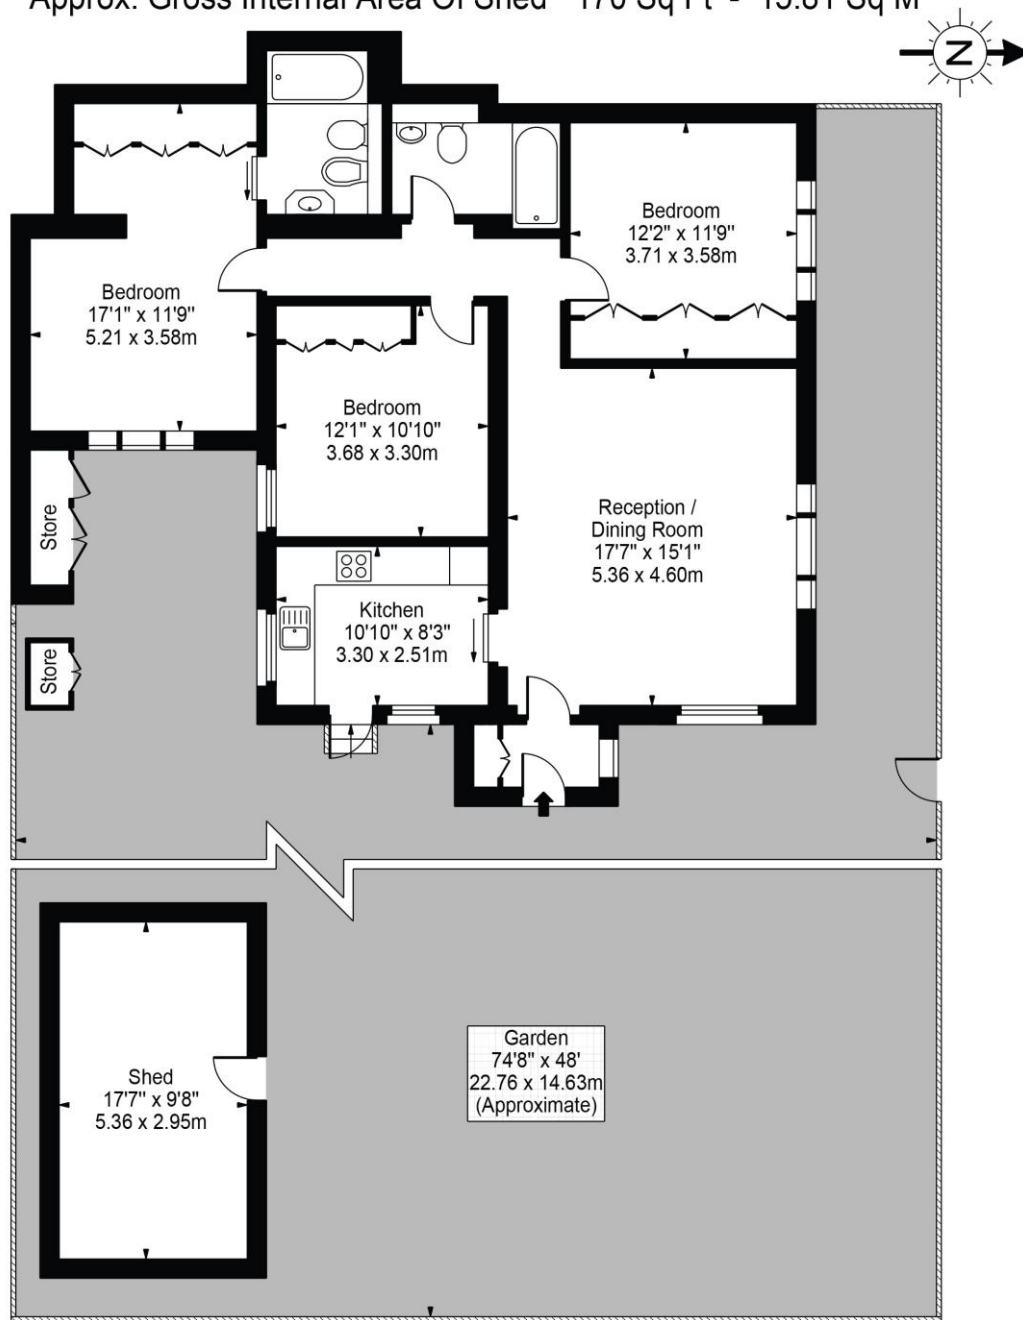 Approx. Gross Internal Area Of Shed 170 Sq Ft - 15.81 Sq M
N
Bedroom
12'2" x 11'9"
3.71 x 3.58m
Bedroom
17'1" x 11'9"
5.21 x 3.58m
Bedroom
12'1" x 10'10"
3.68 x 3.30m
Reception /
Dining Room
17'7" x 15'1"
5.36 x 4.60m
Store
Kitchen
10'10" x 8'3"
3.30 x 2.51m
Store
Garden
74'8" x 48'
22.76 x 14.63m
(Approximate)
Shed
17'7" x 9'8"
5.36 x 2.95m